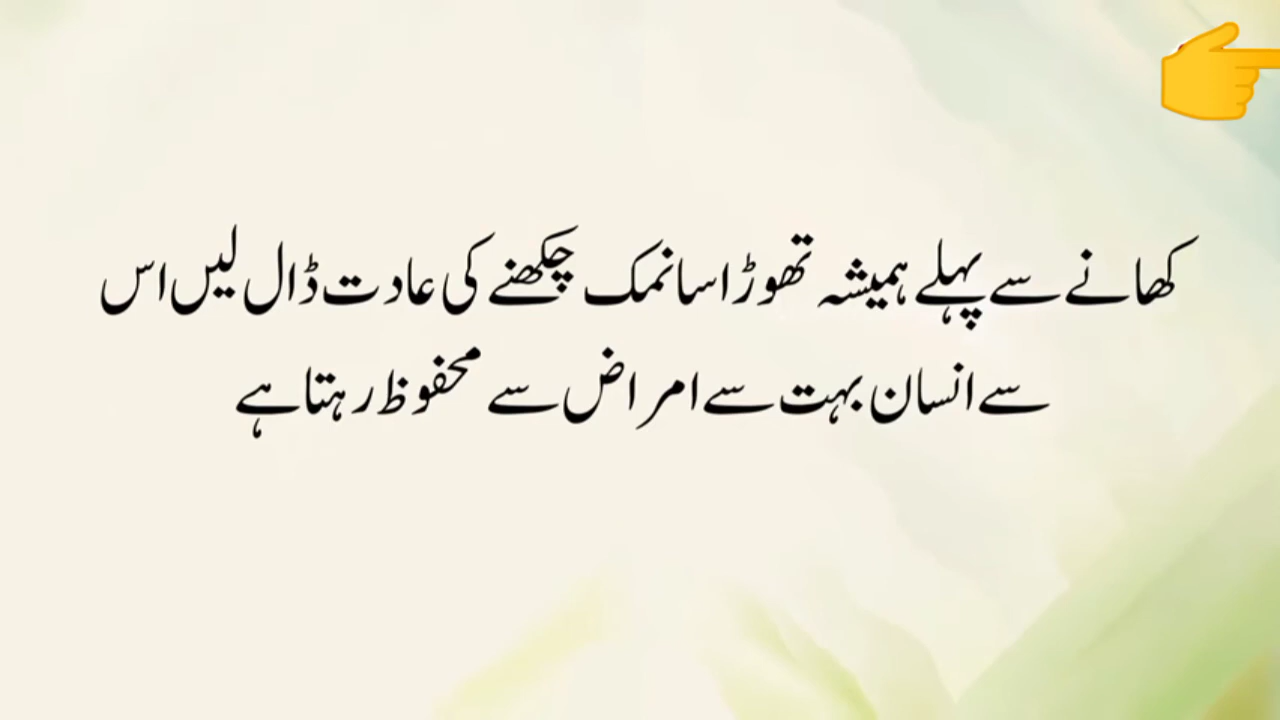 کھانے سے پہلے ہمیشہ تھوڑا سا نمک چکھنے کی عادت ڈال لیں اس
سے انسان بہت سے امراض سے محفوظ رہتا ہے